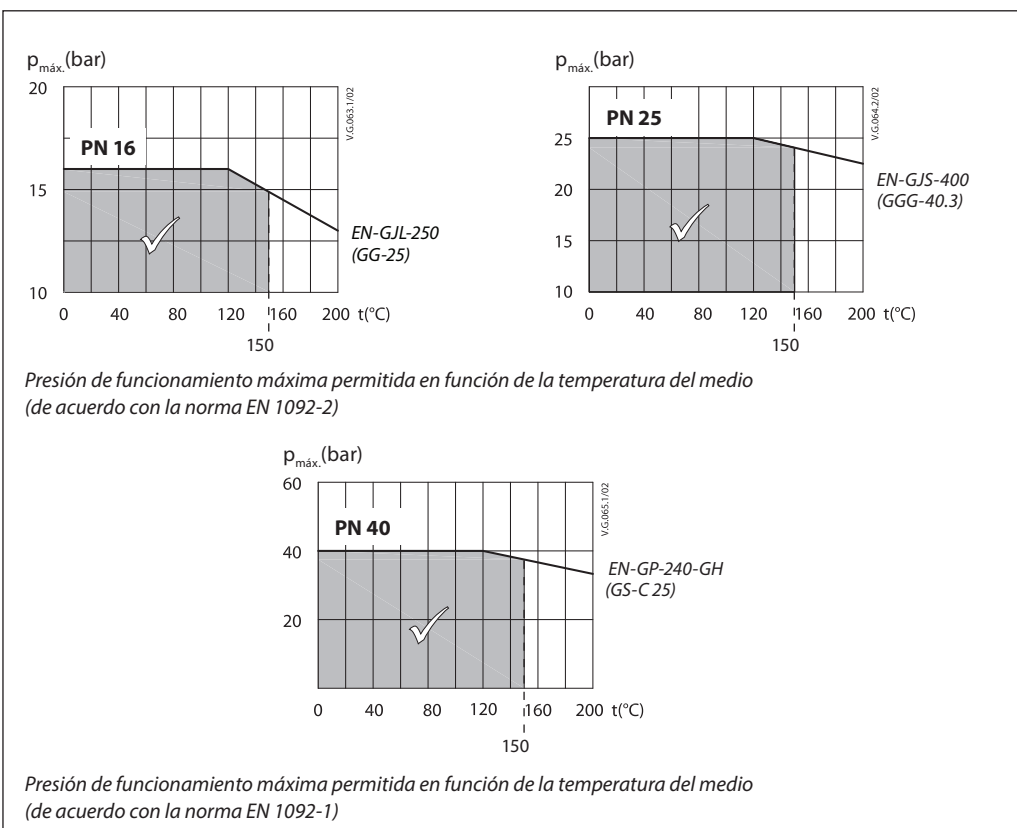 pmáx.(bar)
20
15
10
PN 16
V.G.063.1/02
EN-GJL-250
(GG-25)
0 40 80 120 160 200 t(°C)
150
pmáx.(bar)
25
20
15
10
PN 25
V.G.064.2/02
EN-GJS-400
(GGG-40.3)
0 40 80 120 160 200 t(°C)
150
Presión de funcionamiento máxima permitida en función de la temperatura del medio
(de acuerdo con la norma EN 1092-2)
pmáx.(bar)
60
40
20
PN 40
V.G.065.1/02
EN-GP-240-GH
(GS-C 25)
0 40 80 120 160 200 t(°C)
150
Presión de funcionamiento máxima permitida en función de la temperatura del medio
(de acuerdo con la norma EN 1092-1)